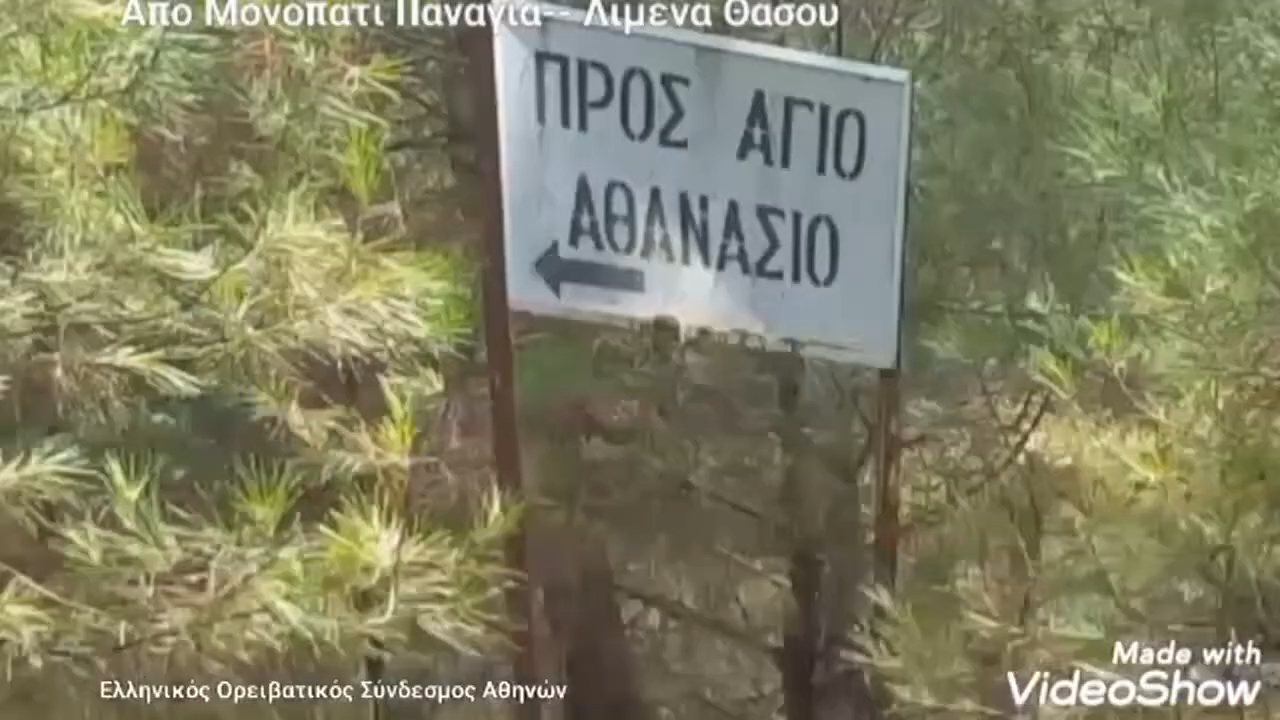 Απο Μονοπατι Παναγια-- Λιμενα Θασου
ΠΡΟΣ ΑΓΙΟ
ΑΘΑΝΑΣΙΟ
Ελληνικός Ορειβατικός Σύνδεσμος Αθηνών
Made with
VideoShow